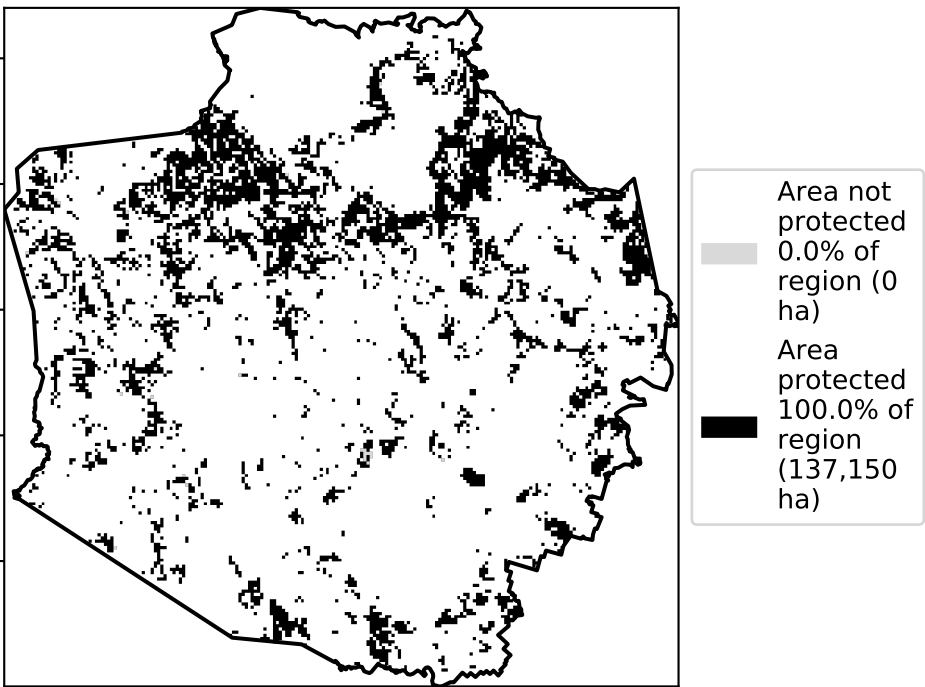 Area not
protected
0.0% of
region (0
ha)
Area
protected
100.0% of
region
(137,150
ha)